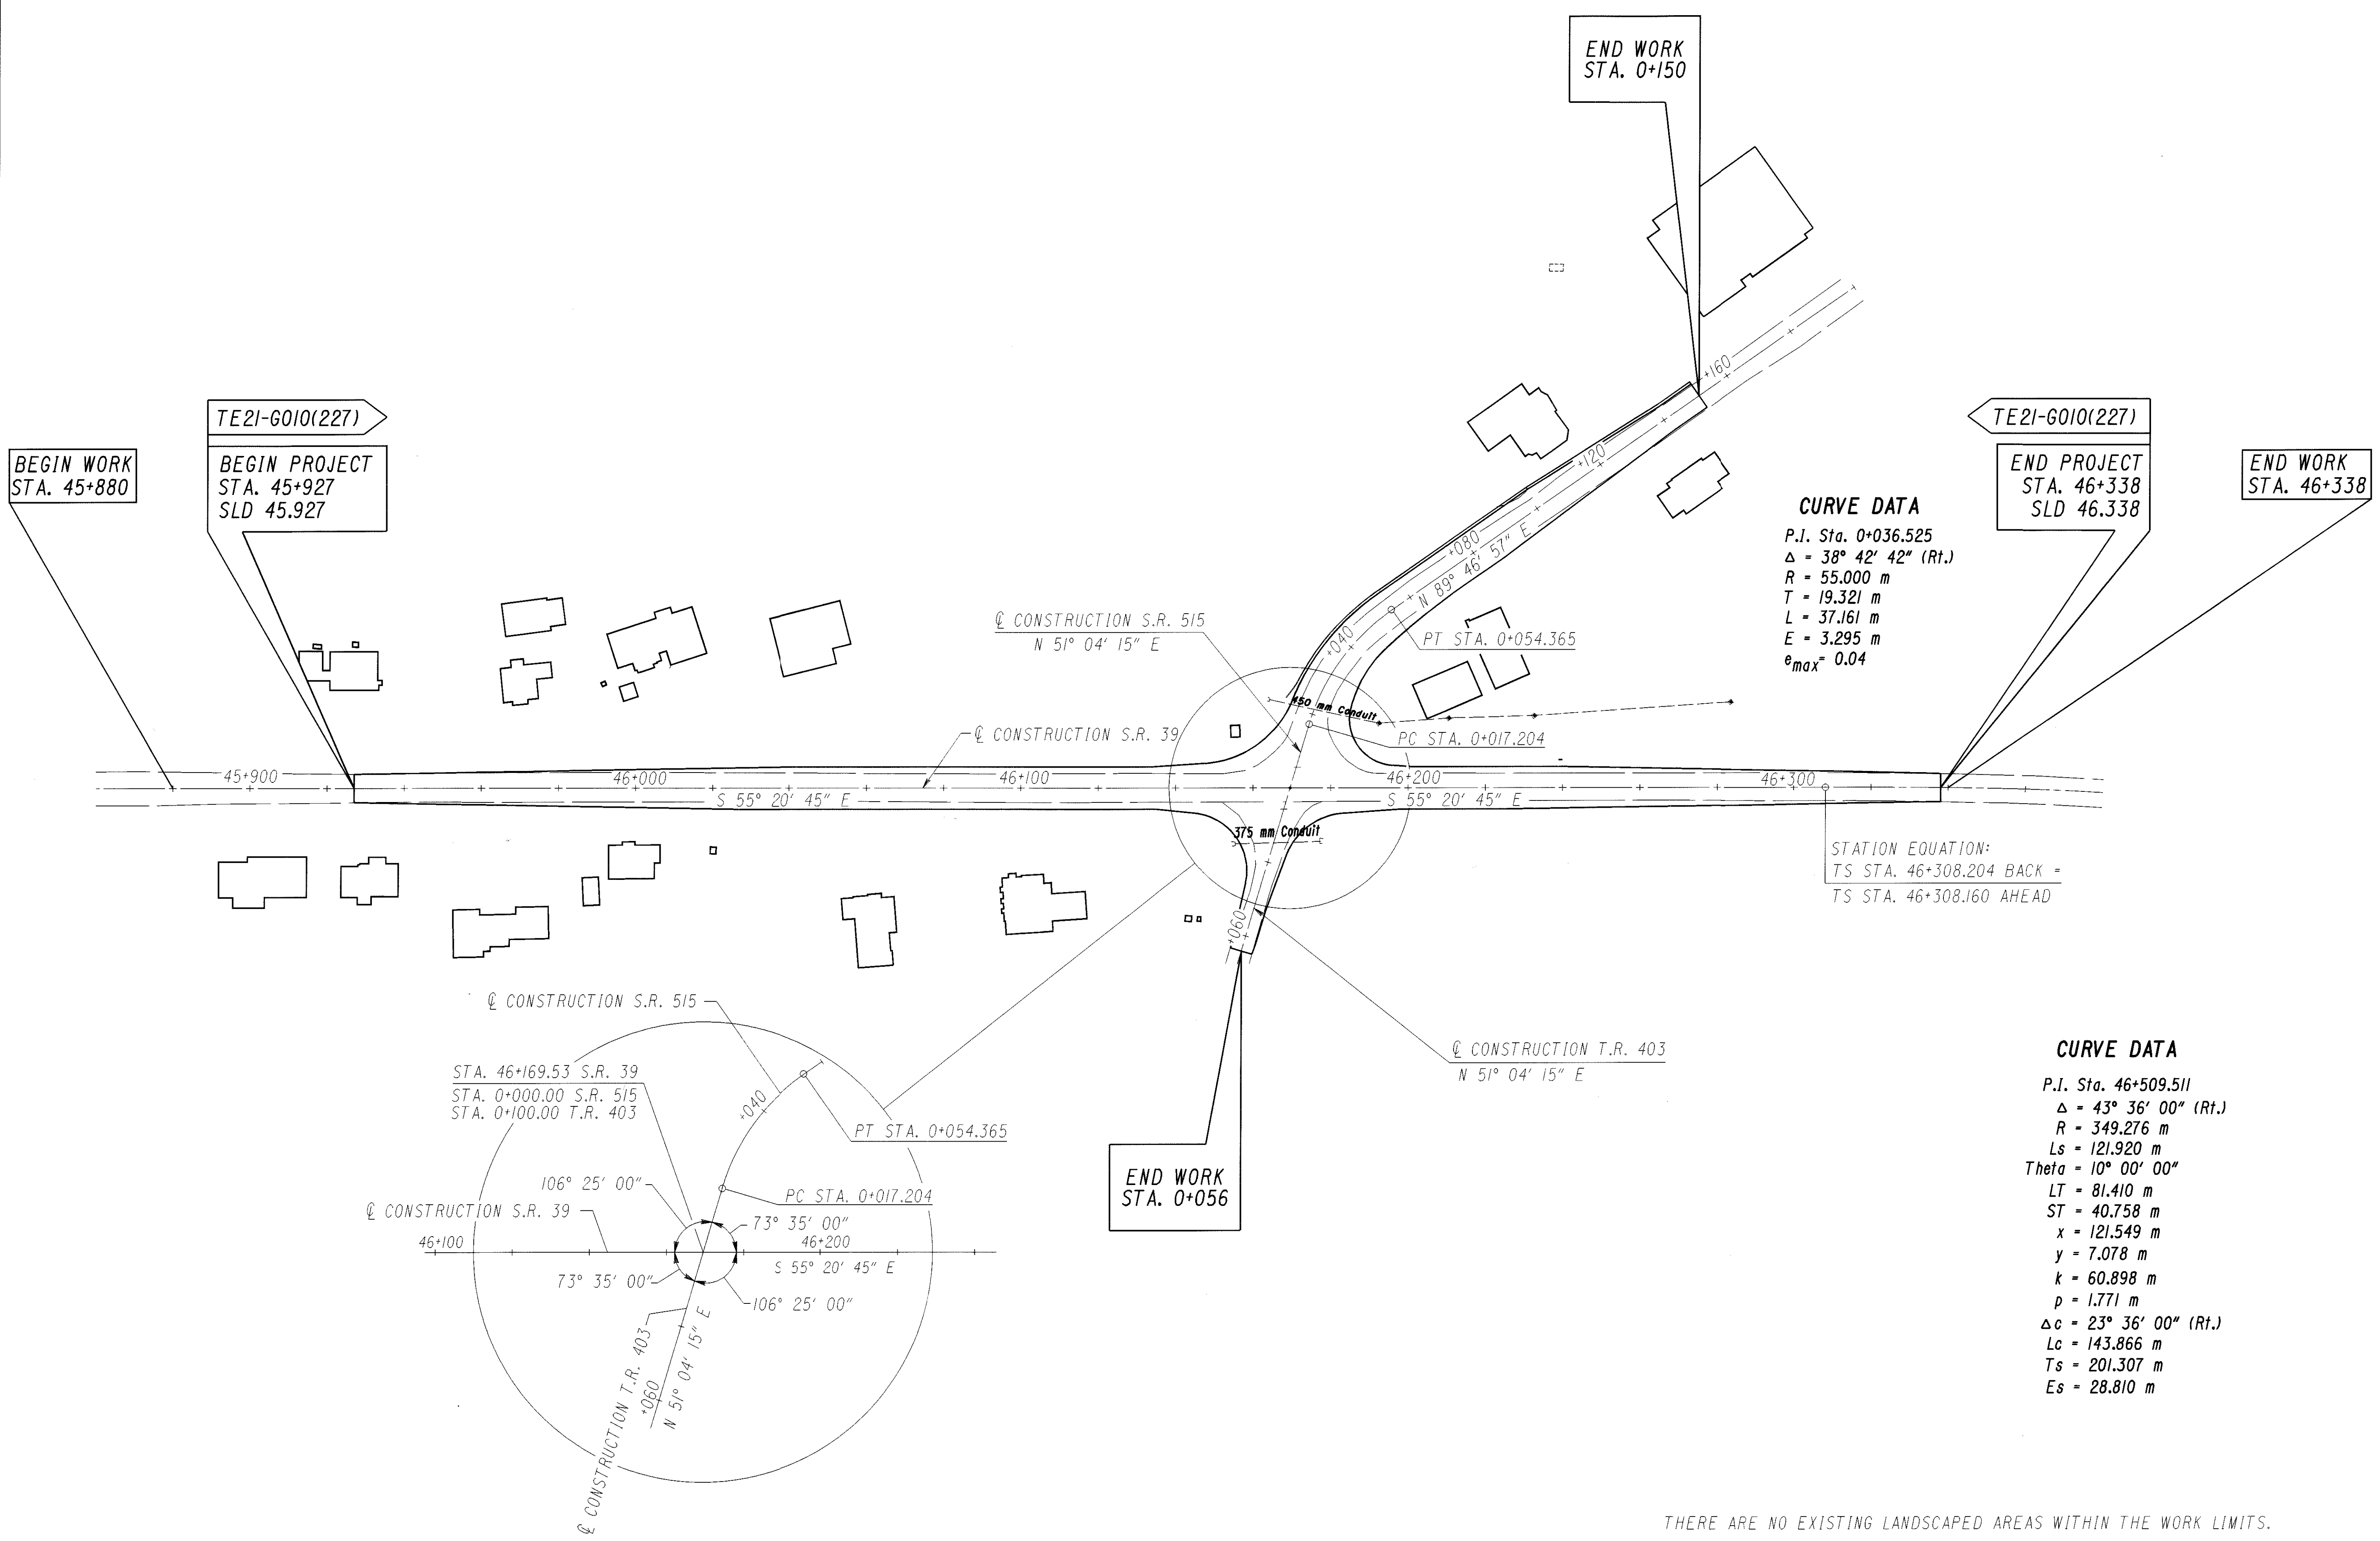 END WORK
STA. 0+150
TE21-G010(227)
BEGIN WORK
STA. 45+880
BEGIN PROJECT
STA. 45+927
SLD 45.927
TE21-G010(227)
END PROJECT
STA. 46+338
SLD 46.338
END WORK
STA. 46+338
+160
+120
+080
N 89° 46' 57" E
+040
CURVE DATA
P.I. Sta. 0+036.525
Δ = 38° 42' 42" (Rt.)
R = 55.000 m
T = 19.321 m
L = 37.161 m
E = 3.295 m
emax= 0.04
℄ CONSTRUCTION S.R. 515
N 51° 04' 15" E
PT STA. 0+054.365
450 mm Conduit
℄ CONSTRUCTION S.R. 39
PC STA. 0+017.204
45+900
46+000
46+100
46+200
46+300
S 55° 20' 45" E
S 55° 20' 45" E
375 mm Conduit
STATION EQUATION:
TS STA. 46+308.204 BACK =
TS STA. 46+308.160 AHEAD
+060
℄ CONSTRUCTION T.R. 403
N 51° 04' 15" E
END WORK
STA. 0+056
℄ CONSTRUCTION S.R. 515
STA. 46+169.53 S.R. 39
STA. 0+000.00 S.R. 515
STA. 0+100.00 T.R. 403
+040
PT STA. 0+054.365
106° 25' 00"
PC STA. 0+017.204
℄ CONSTRUCTION S.R. 39
73° 35' 00"
46+100
46+200
S 55° 20' 45" E
73° 35' 00"
106° 25' 00"
℄ CONSTRUCTION T.R. 403
+060
N 51° 04' 15" E
CURVE DATA
P.I. Sta. 46+509.511
Δ = 43° 36' 00" (Rt.)
R = 349.276 m
Ls = 121.920 m
Theta = 10° 00' 00"
LT = 81.410 m
ST = 40.758 m
x = 121.549 m
y = 7.078 m
k = 60.898 m
p = 1.771 m
Δc = 23° 36' 00" (Rt.)
Lc = 143.866 m
Ts = 201.307 m
Es = 28.810 m
THERE ARE NO EXISTING LANDSCAPED AREAS WITHIN THE WORK LIMITS.